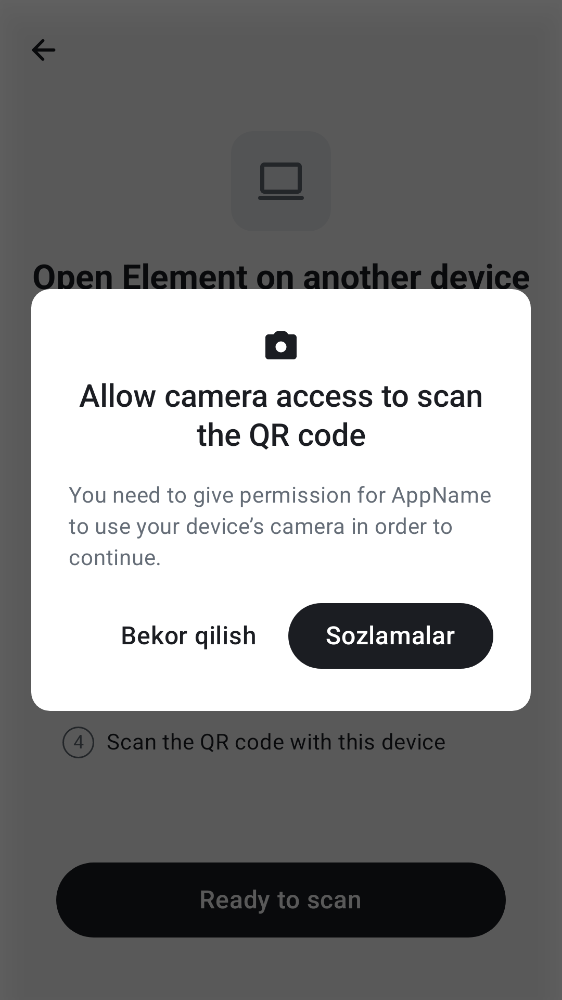 Open Element on another device
Allow camera access to scan
the QR code
You need to give permission for AppName
to use your device’s camera in order to
continue.
Bekor qilish
Sozlamalar
4 Scan the QR code with this device
Ready to scan